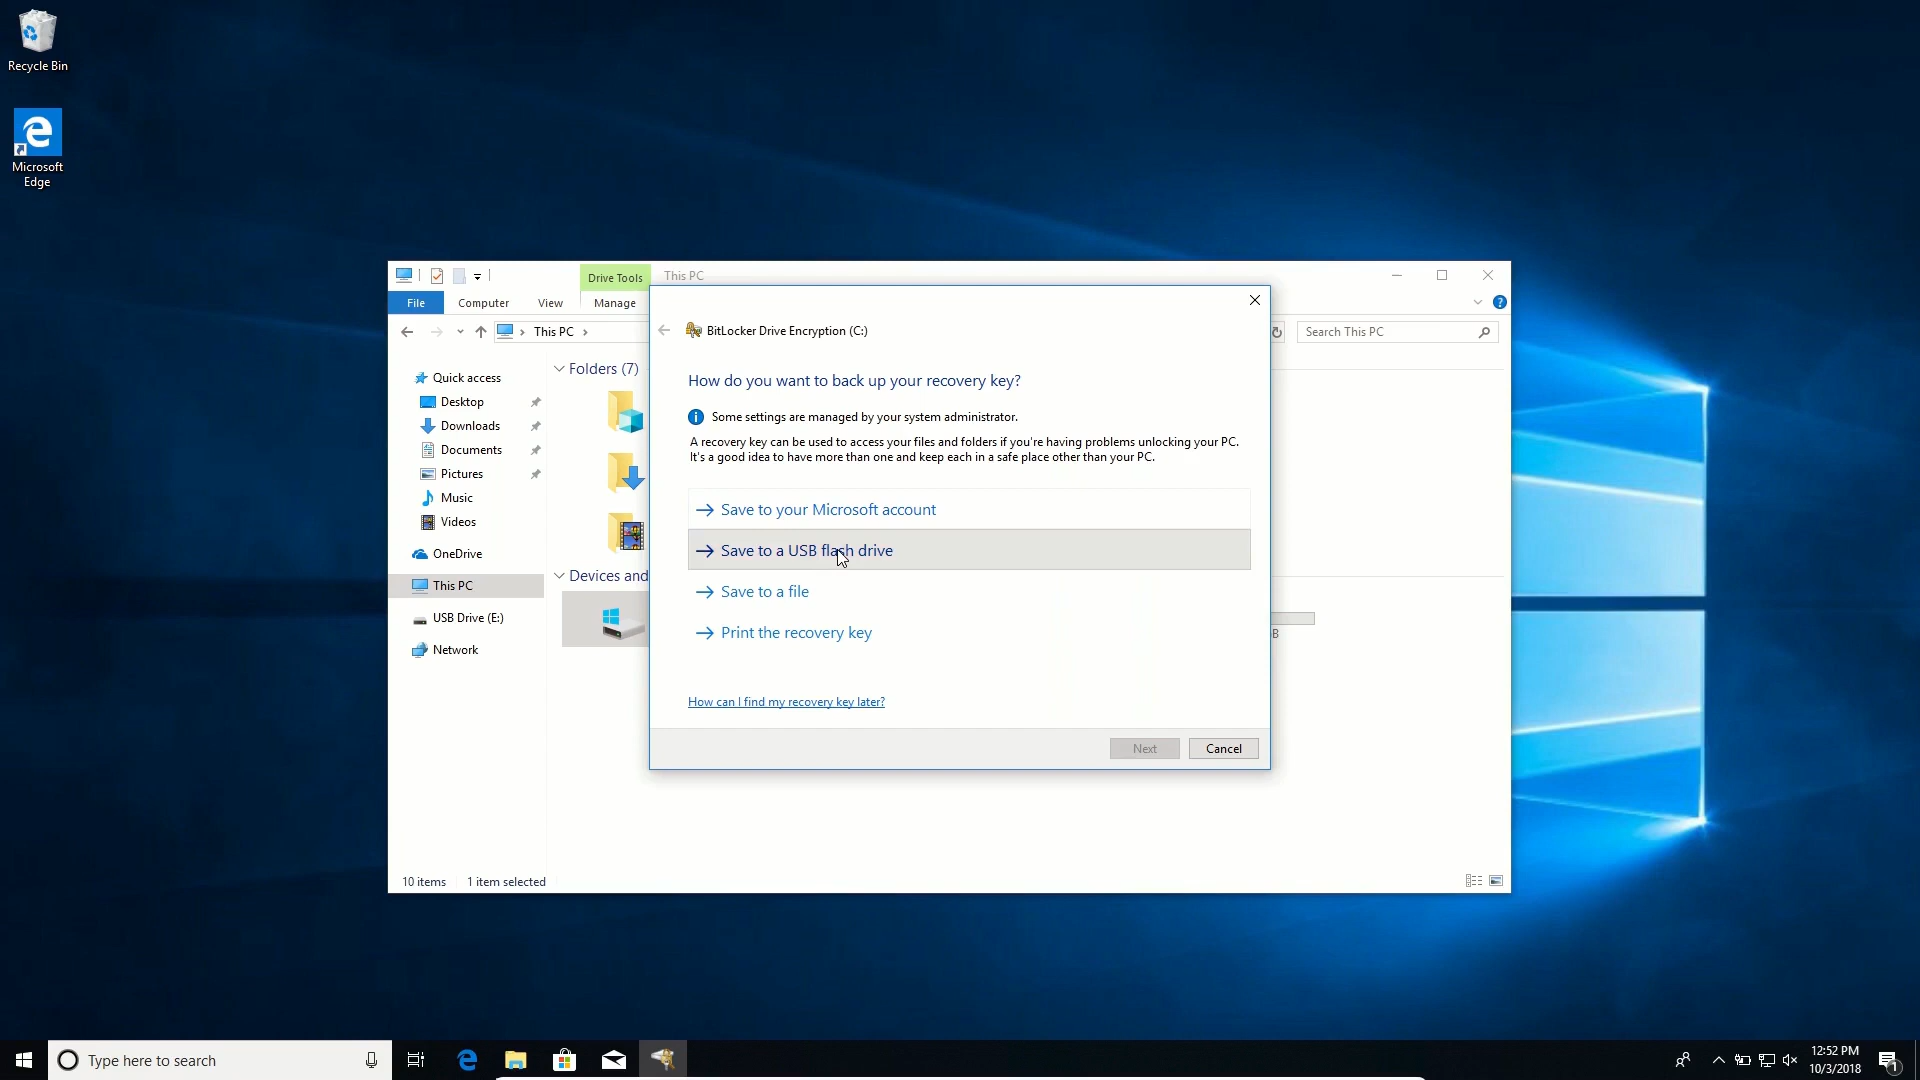 Recycle Bin
Microsoft
Edge
Drive Tools
This PC
File
Computer
View
Manage
This PC
Search This PC
Quick access
Desktop
Downloads
Documents
Pictures
Music
Videos
OneDrive
This PC
USB Drive (E:)
Network
Folders (7)
Devices and
BitLocker Drive Encryption (C:)
How do you want to back up your recovery key?
Some settings are managed by your system administrator.
A recovery key can be used to access your files and folders if you're having problems unlocking your PC.
It's a good idea to have more than one and keep each in a safe place other than your PC.
Save to your Microsoft account
Save to a USB flash drive
Save to a file
Print the recovery key
How can I find my recovery key later?
Next
Cancel
B
10 items
1 item selected
Type here to search
12:52 PM
10/3/2018
1